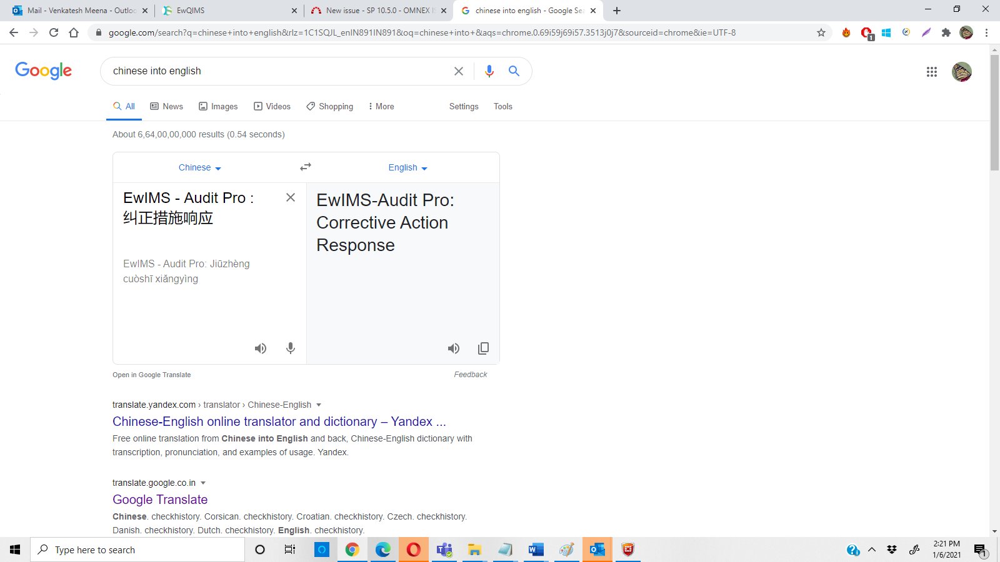 Mail - Venkatesh Meena - Outloo
EwQIMS
New issue - SP 10.5.0 - OMNEX I
chinese into english - Google Sea
google.com/search?q=chinese+into+english&rlz=1C1SQJL_enIN891IN891&oq=chinese+into+&aqs=chrome.0.69i59j69i57.3513j0j7&sourceid=chrome&ie=UTF-8
1
Google
chinese into english
All
News
Images
Videos
Shopping
More
Settings
Tools
About 6,64,00,00,000 results (0.54 seconds)
Chinese
English
EwIMS - Audit Pro :
纠正措施响应
EwIMS - Audit Pro: Jiūzhèng
cuòshī xiǎngyìng
EwIMS-Audit Pro:
Corrective Action
Response
Open in Google Translate
Feedback
translate.yandex.com › translator › Chinese-English
Chinese-English online translator and dictionary – Yandex ...
Free online translation from Chinese into English and back, Chinese-English dictionary with
transcription, pronunciation, and examples of usage. Yandex.
translate.google.co.in
Google Translate
Chinese. checkhistory. Corsican. checkhistory. Croatian. checkhistory. Czech. checkhistory.
Danish. checkhistory. Dutch. checkhistory. English. checkhistory.
Type here to search
2:21 PM
1/6/2021
1